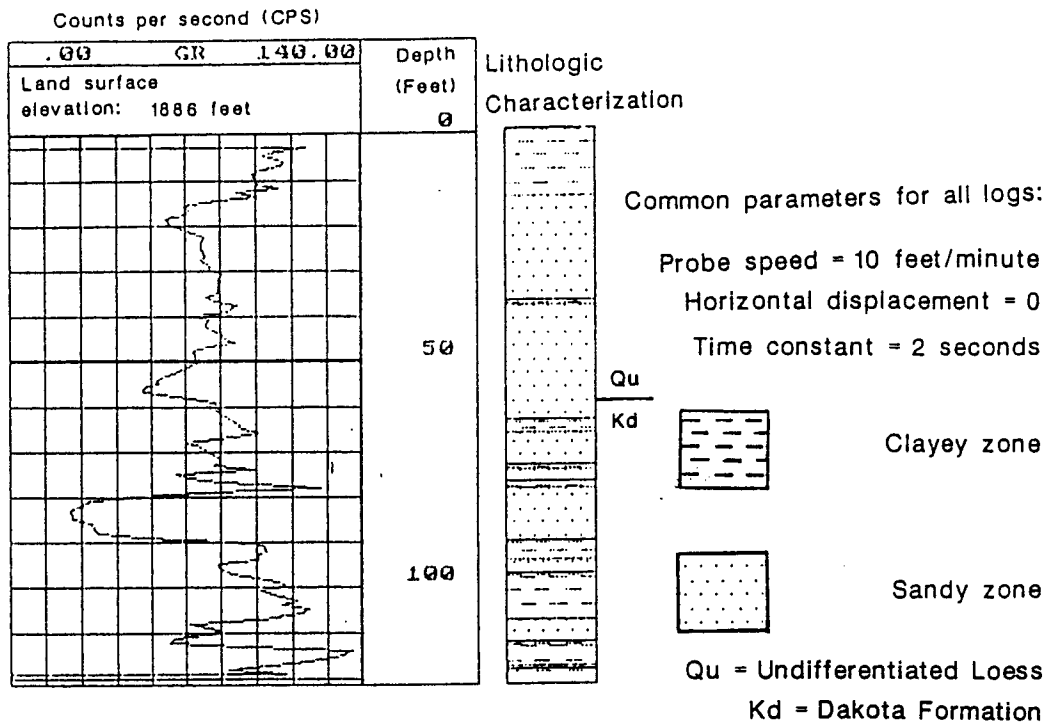 Counts per second (CPS)
.00 GR 140.00
Land surface
elevation: 1886 feet
Depth
(Feet)
0
50
100
Lithologic
Characterization
Qu
Kd
Common parameters for all logs:
Probe speed = 10 feet/minute
Horizontal displacement = 0
Time constant = 2 seconds
Clayey zone
Sandy zone
Qu = Undifferentiated Loess
Kd = Dakota Formation